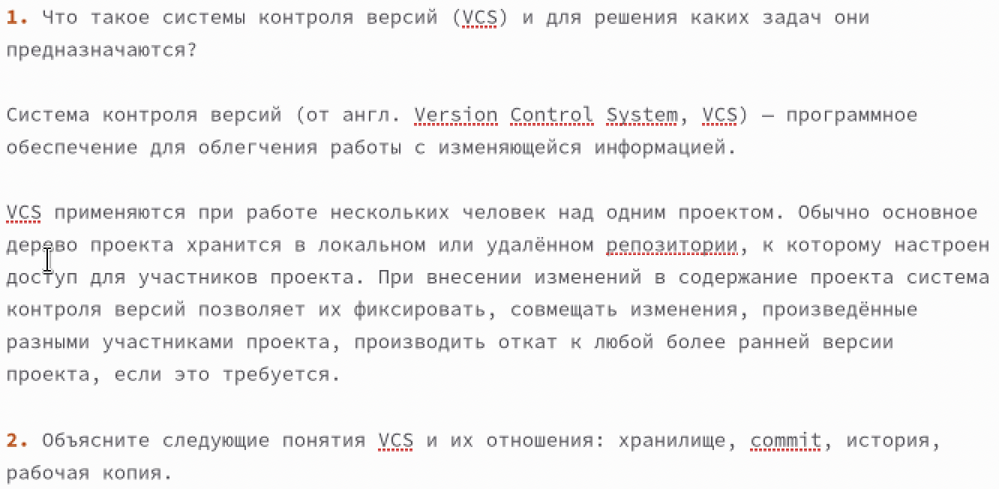 1. Что такое системы контроля версий (VCS) и для решения каких задач они
предназначаются?
Система контроля версий (от англ. Version Control System, VCS) — программное
обеспечение для облегчения работы с изменяющейся информацией.
VCS применяются при работе нескольких человек над одним проектом. Обычно основное
дерево проекта хранится в локальном или удалённом репозитории, к которому настроен
доступ для участников проекта. При внесении изменений в содержание проекта система
контроля версий позволяет их фиксировать, совмещать изменения, произведённые
разными участниками проекта, производить откат к любой более ранней версии
проекта, если это требуется.
2. Объясните следующие понятия VCS и их отношения: хранилище, commit, история,
рабочая копия.